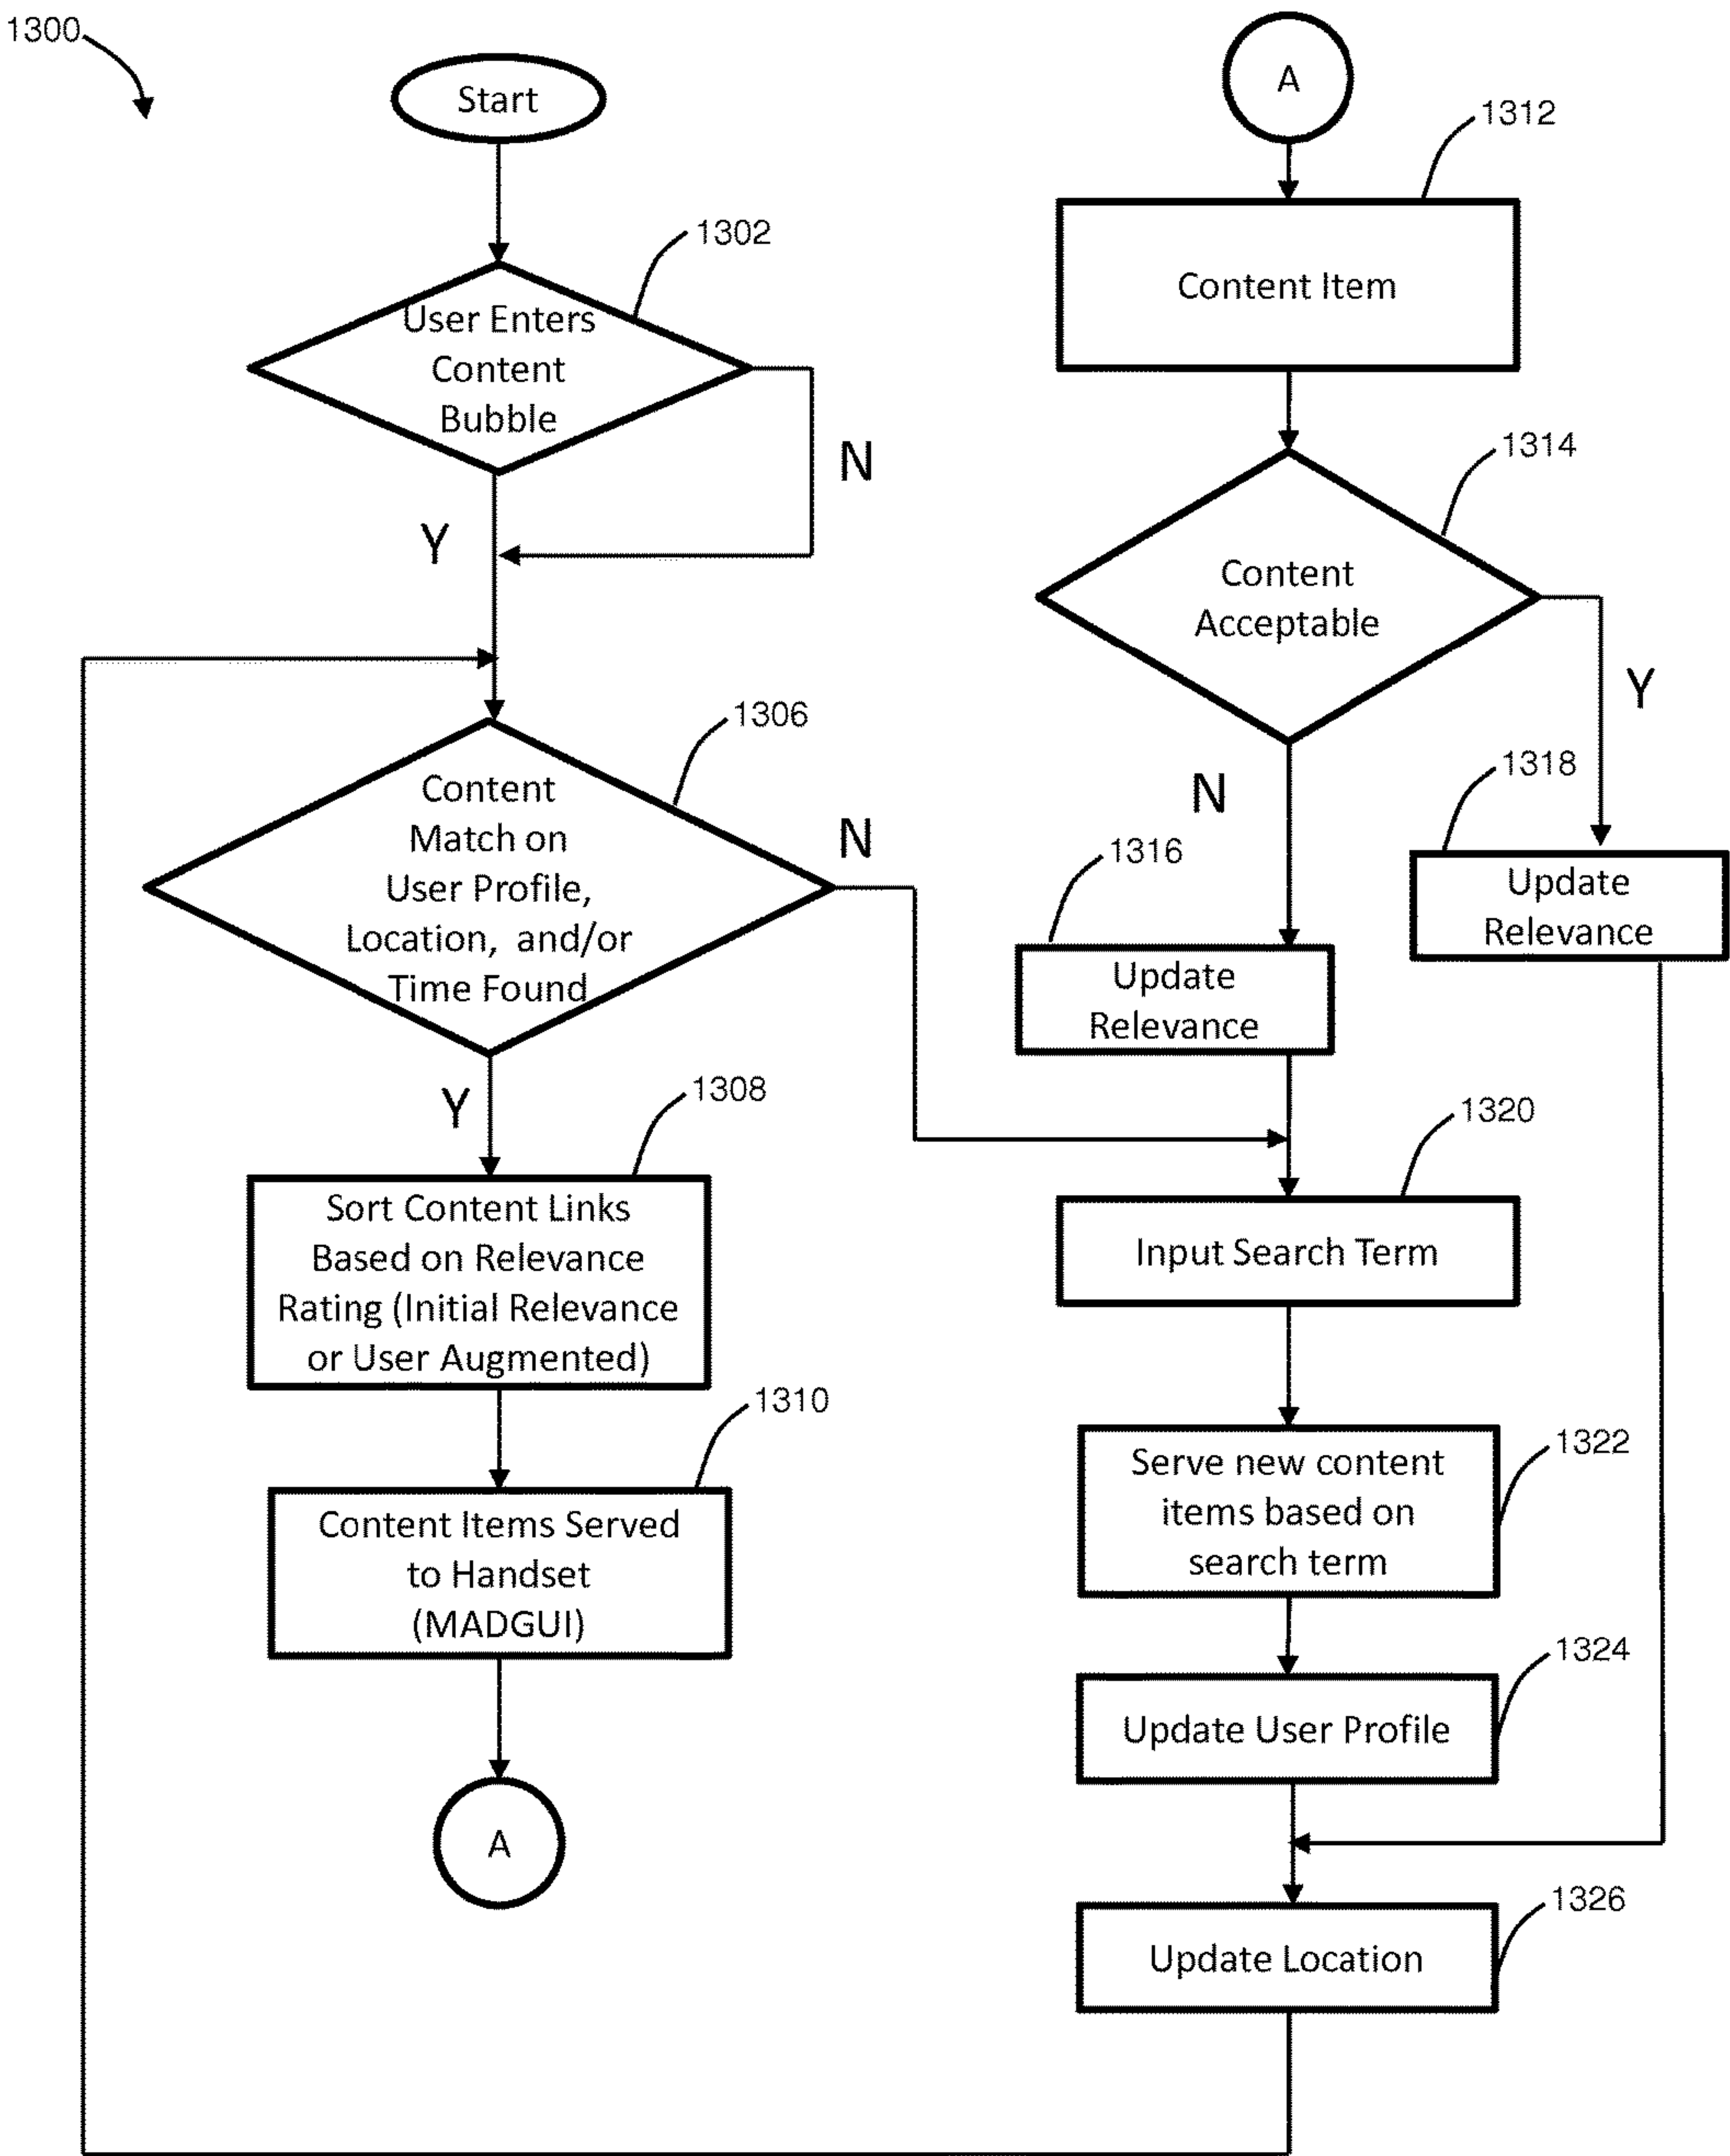 1300
Start
1302
User Enters
Content
Bubble
N
Y
1306
Content
Match on
User Profile,
Location, and/or
Time Found
N
Y
1308
Sort Content Links
Based on Relevance
Rating (Initial Relevance
or User Augmented)
1310
Content Items Served
to Handset
(MADGUI)
A
A
1312
Content Item
1314
Content
Acceptable
Y
N
1318
Update
Relevance
1316
Update
Relevance
1320
Input Search Term
1322
Serve new content
items based on
search term
1324
Update User Profile
1326
Update Location